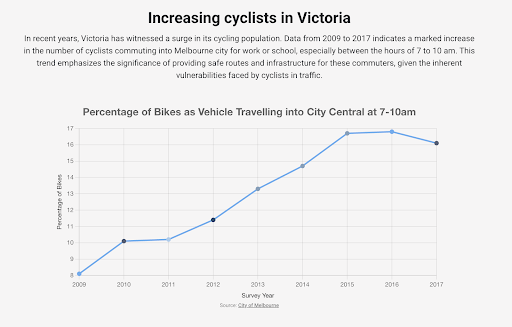 Increasing cyclists in Victoria
In recent years, Victoria has witnessed a surge in its cycling population. Data from 2009 to 2017 indicates a marked increase
in the number of cyclists commuting into Melbourne city for work or school, especially between the hours of 7 to 10 am. This
trend emphasizes the significance of providing safe routes and infrastructure for these commuters, given the inherent
vulnerabilities faced by cyclists in traffic.
Percentage of Bikes as Vehicle Travelling into City Central at 7-10am
Percentage of Bikes
17
16
15
14
13
12
11
10
9
8
2009 2010 2011 2012 2013 2014 2015 2016 2017
Survey Year
Source: City of Melbourne